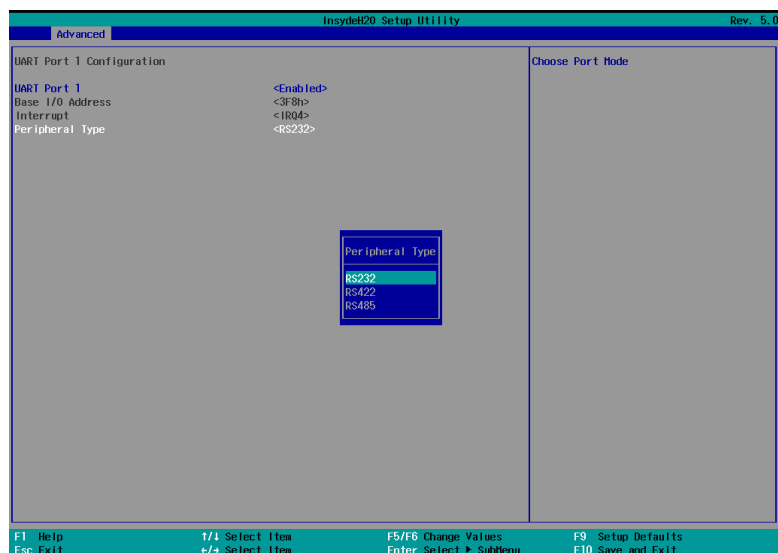 InsydeH20 Setup Utility Rev. 5.0
Advanced
UART Port 1 Configuration
Choose Port Mode
UART Port 1 <Enabled>
Base I/O Address <3F8h>
Interrupt <IRQ4>
Peripheral Type <RS232>
Peripheral Type
RS232
RS422
RS485
F1 Help ↑/↓ Select Item F5/F6 Change Values F9 Setup Defaults
Esc Exit ←/→ Select Item Enter Select ▶ SubMenu F10 Save and Exit